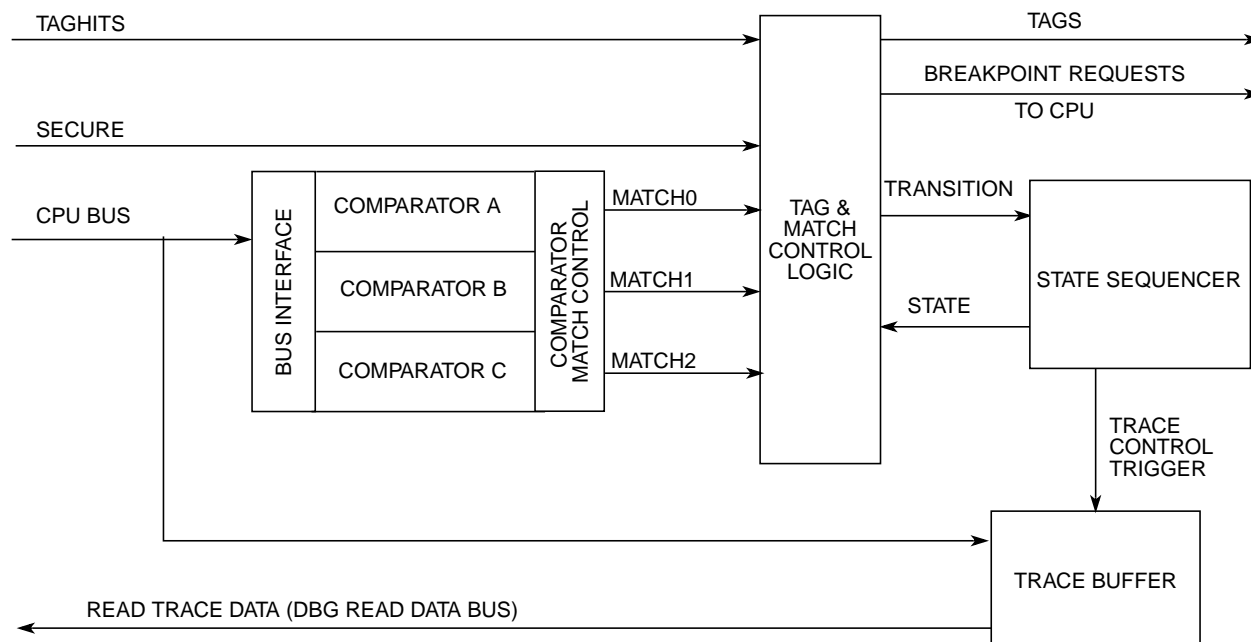 TAGHITS
TAGS
BREAKPOINT REQUESTS
TO CPU
SECURE
CPU BUS
BUS INTERFACE
COMPARATOR A
COMPARATOR B
COMPARATOR C
COMPARATOR
MATCH CONTROL
MATCH0
MATCH1
MATCH2
TAG &
MATCH
CONTROL
LOGIC
TRANSITION
STATE
STATE SEQUENCER
TRACE
CONTROL
TRIGGER
TRACE BUFFER
READ TRACE DATA (DBG READ DATA BUS)